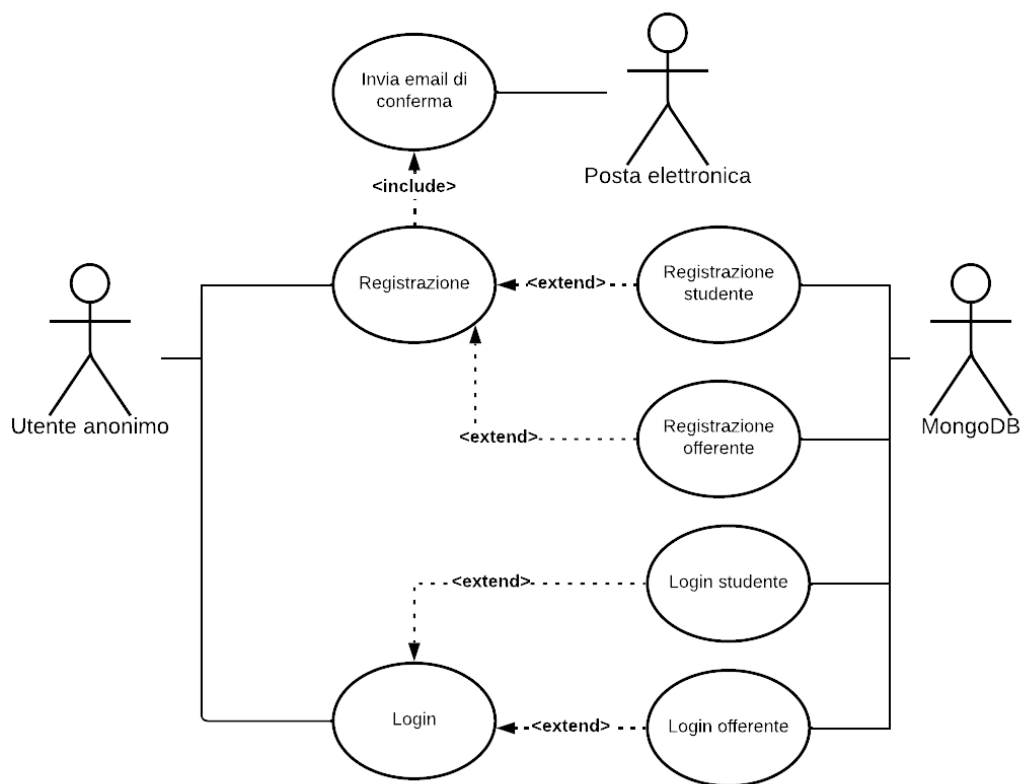 Invia email di
conferma
Posta elettronica
<include>
Registrazione
<extend>
Registrazione
studente
Utente anonimo
<extend>
Registrazione
offerente
MongoDB
<extend>
Login studente
Login
<extend>
Login offerente